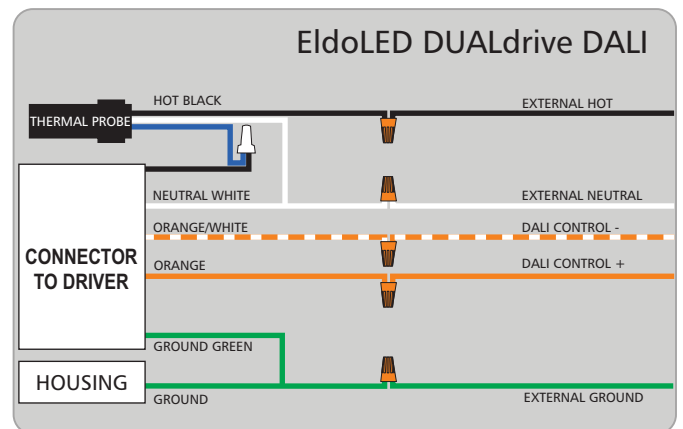 EldoLED DUALdrive DALI
HOT BLACK
EXTERNAL HOT
THERMAL PROBE
NEUTRAL WHITE
EXTERNAL NEUTRAL
ORANGE/WHITE
DALI CONTROL -
CONNECTOR
TO DRIVER
ORANGE
DALI CONTROL +
GROUND GREEN
HOUSING
GROUND
EXTERNAL GROUND